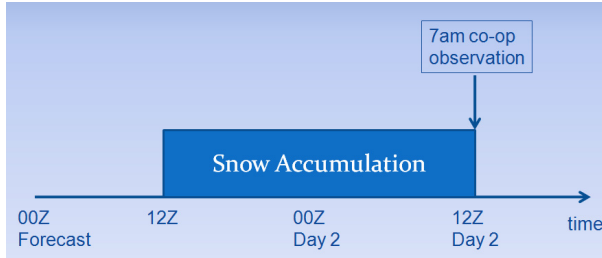 7am co-op
observation
Snow Accumulation
00Z
Forecast
12Z
00Z
Day 2
12Z
Day 2
time